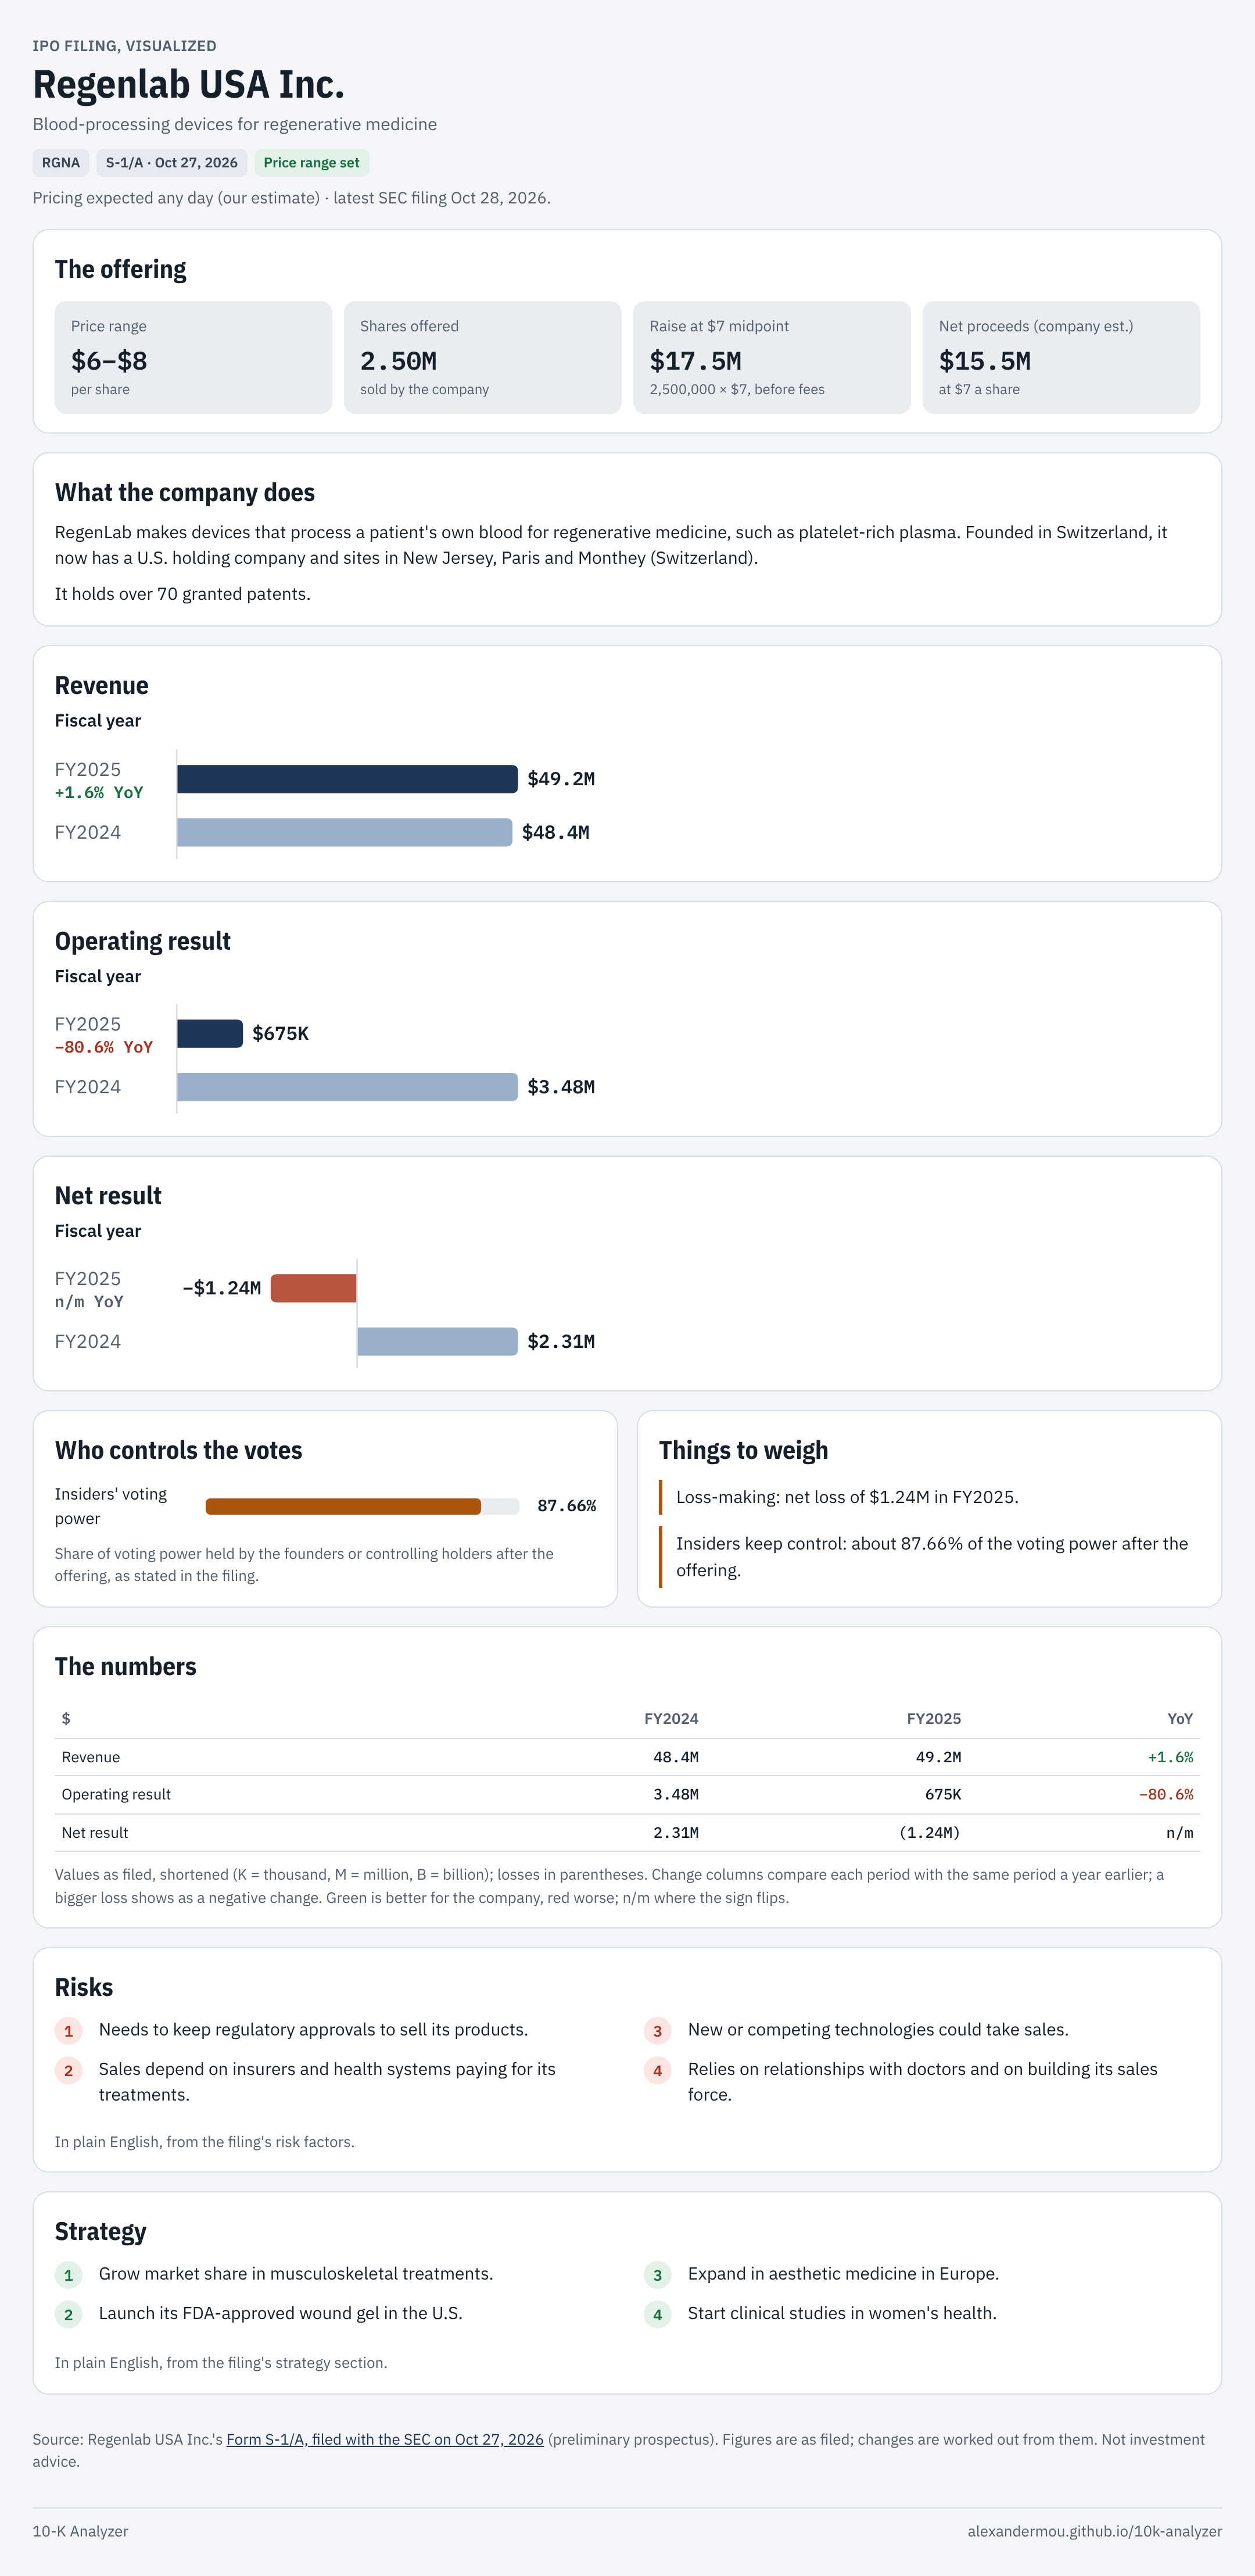 IPO FILING, VISUALIZED
Regenlab USA Inc.
Blood-processing devices for regenerative medicine
RGNA
S-1/A · Oct 27, 2026
Price range set
Pricing expected any day (our estimate) · latest SEC filing Oct 28, 2026.
The offering
Price range
$6–$8
per share
Shares offered
2.50M
sold by the company
Raise at $7 midpoint
$17.5M
2,500,000 × $7, before fees
Net proceeds (company est.)
$15.5M
at $7 a share
What the company does
RegenLab makes devices that process a patient's own blood for regenerative medicine, such as platelet-rich plasma. Founded in Switzerland, it
now has a U.S. holding company and sites in New Jersey, Paris and Monthey (Switzerland).
It holds over 70 granted patents.
Revenue
Fiscal year
FY2025
+1.6% YoY
$49.2M
FY2024
$48.4M
Operating result
Fiscal year
FY2025
−80.6% YoY
$675K
FY2024
$3.48M
Net result
Fiscal year
FY2025
n/m YoY
−$1.24M
FY2024
$2.31M
Who controls the votes
Insiders' voting
power
87.66%
Share of voting power held by the founders or controlling holders after the
offering, as stated in the filing.
Things to weigh
Loss-making: net loss of $1.24M in FY2025.
Insiders keep control: about 87.66% of the voting power after the
offering.
The numbers
$ FY2024 FY2025 YoY
Revenue 48.4M 49.2M +1.6%
Operating result 3.48M 675K −80.6%
Net result 2.31M (1.24M) n/m
Values as filed, shortened (K = thousand, M = million, B = billion); losses in parentheses. Change columns compare each period with the same period a year earlier; a
bigger loss shows as a negative change. Green is better for the company, red worse; n/m where the sign flips.
Risks
1 Needs to keep regulatory approvals to sell its products.
2 Sales depend on insurers and health systems paying for its
treatments.
3 New or competing technologies could take sales.
4 Relies on relationships with doctors and on building its sales
force.
In plain English, from the filing's risk factors.
Strategy
1 Grow market share in musculoskeletal treatments.
2 Launch its FDA-approved wound gel in the U.S.
3 Expand in aesthetic medicine in Europe.
4 Start clinical studies in women's health.
In plain English, from the filing's strategy section.
Source: Regenlab USA Inc.'s Form S-1/A, filed with the SEC on Oct 27, 2026 (preliminary prospectus). Figures are as filed; changes are worked out from them. Not investment
advice.
10-K Analyzer
alexandermou.github.io/10k-analyzer